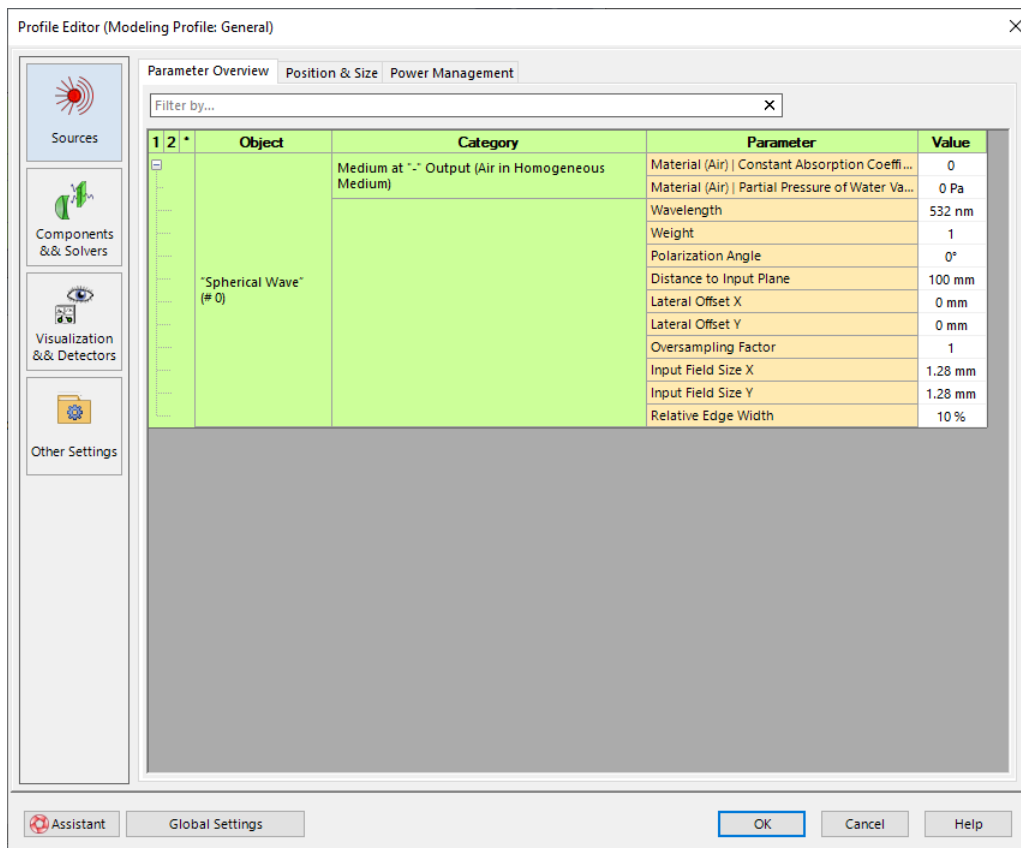 Profile Editor (Modeling Profile: General)
Sources
Components
&& Solvers
Visualization
&& Detectors
Other Settings
Parameter Overview Position & Size Power Management
Filter by...
1 2 * Object Category Parameter Value
"Spherical Wave"
(# 0)
Medium at "-" Output (Air in Homogeneous
Medium)
Material (Air) | Constant Absorption Coeffi... 0
Material (Air) | Partial Pressure of Water Va... 0 Pa
Wavelength 532 nm
Weight 1
Polarization Angle 0°
Distance to Input Plane 100 mm
Lateral Offset X 0 mm
Lateral Offset Y 0 mm
Oversampling Factor 1
Input Field Size X 1.28 mm
Input Field Size Y 1.28 mm
Relative Edge Width 10 %
Assistant Global Settings OK Cancel Help